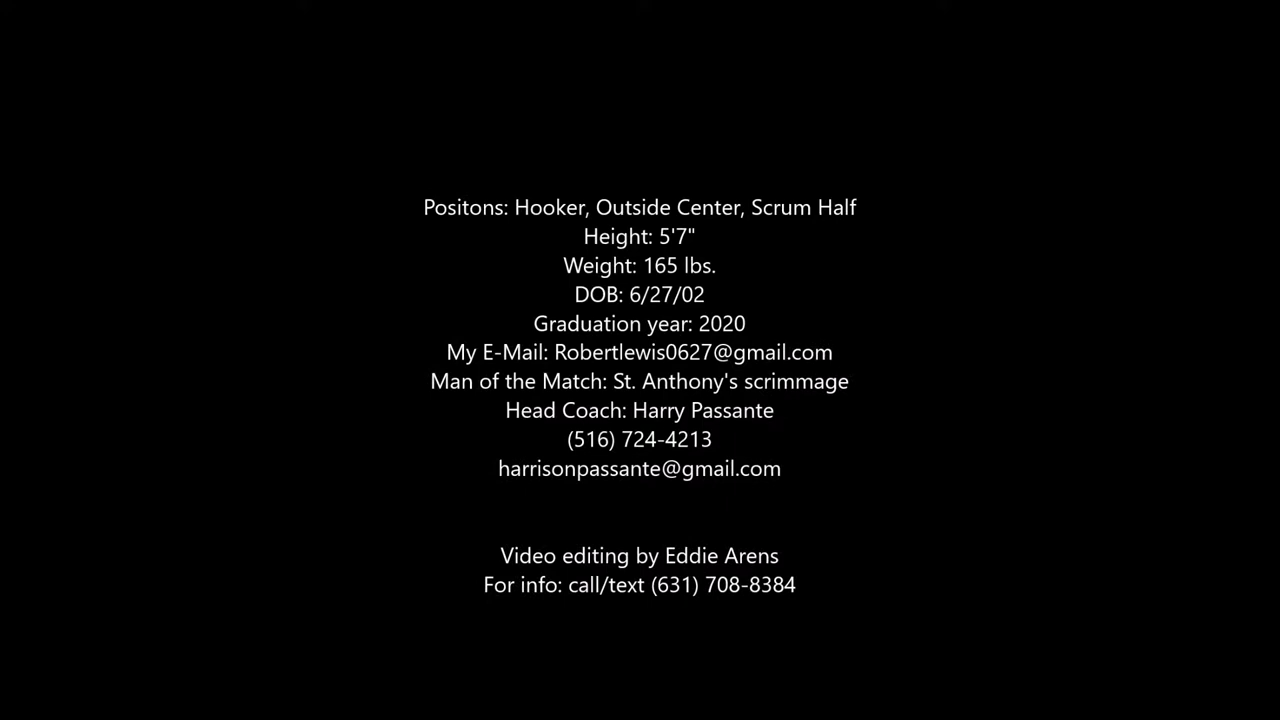 Positons: Hooker, Outside Center, Scrum Half
Height: 5'7"
Weight: 165 lbs.
DOB: 6/27/02
Graduation year: 2020
My E-Mail: Robertlewis0627@gmail.com
Man of the Match: St. Anthony's scrimmage
Head Coach: Harry Passante
(516) 724-4213
harrisonpassante@gmail.com
Video editing by Eddie Arens
For info: call/text (631) 708-8384